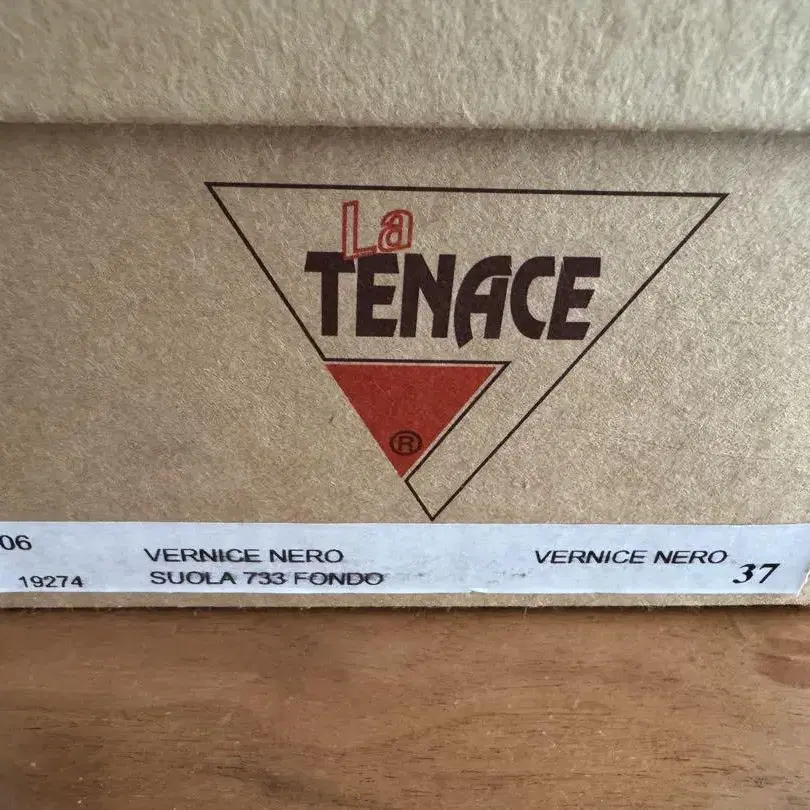 La
TENACE
®
06
VERNICE NERO
VERNICE NERO
19274
SUOLA 733 FONDO
37